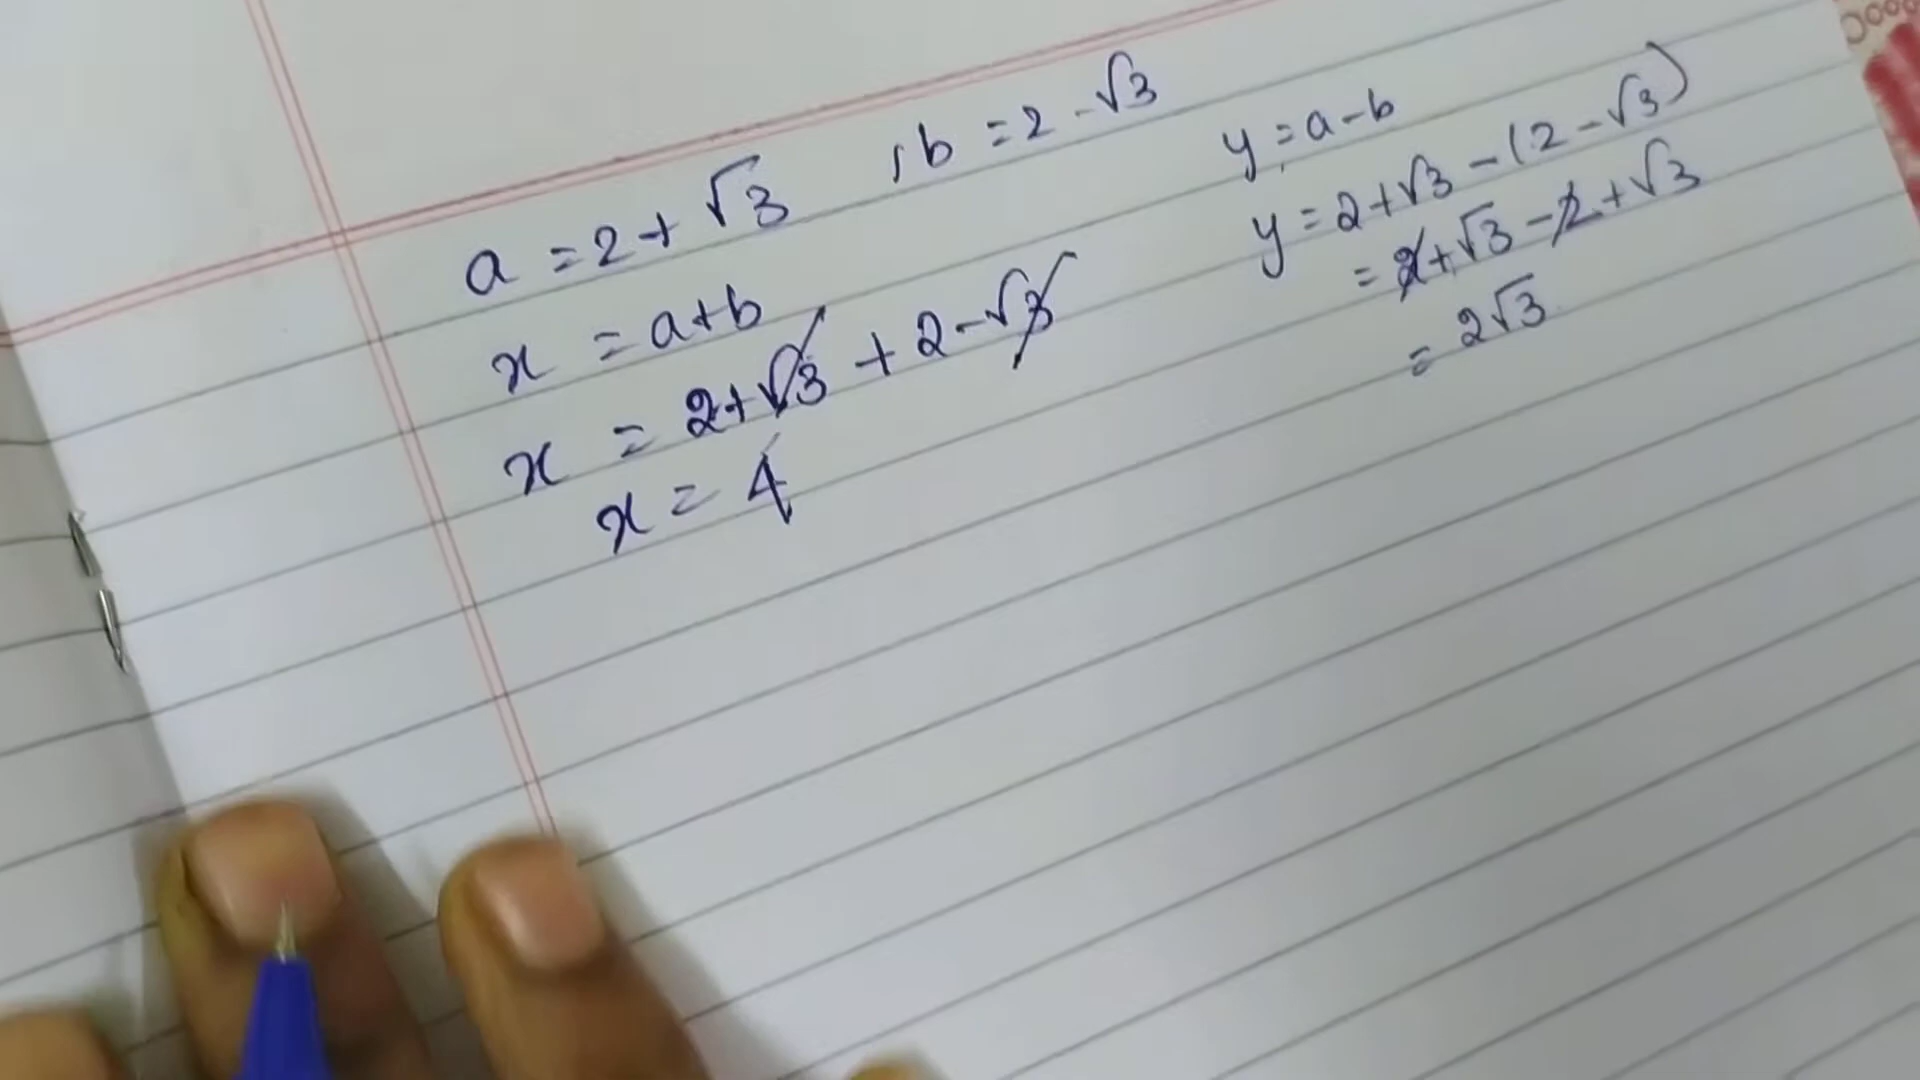 a = 2 + √3 , b = 2 - √3
x = a+b
x = 2+√3 + 2-√3
x = 4
y = a-b
y = 2+√3 -(2-√3)
= 2+√3 -2+√3
= 2√3